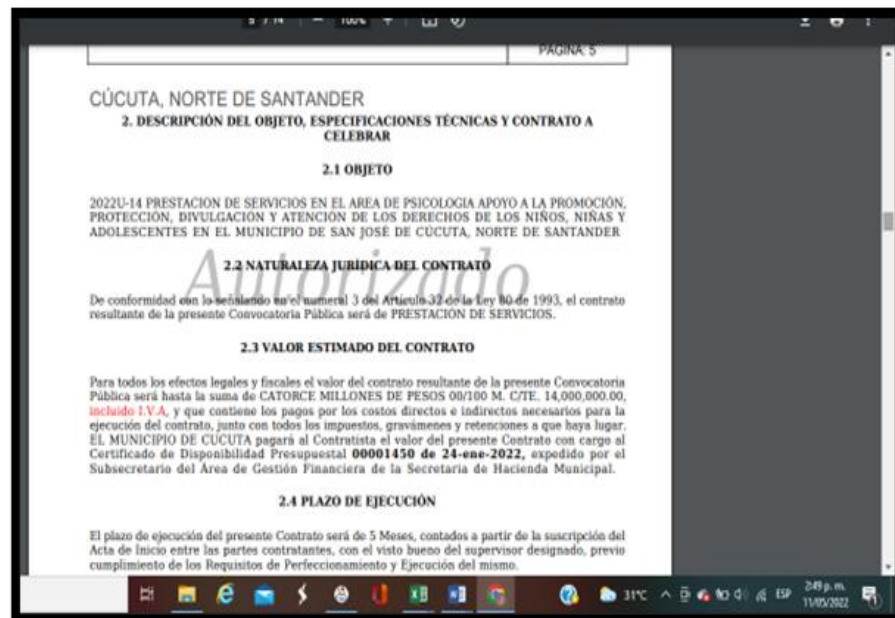 5 / 14 — 100% +
PÁGINA: 5
CÚCUTA, NORTE DE SANTANDER
2. DESCRIPCIÓN DEL OBJETO, ESPECIFICACIONES TÉCNICAS Y CONTRATO A
CELEBRAR
2.1 OBJETO
2022U-14 PRESTACION DE SERVICIOS EN EL AREA DE PSICOLOGIA APOYO A LA PROMOCIÓN,
PROTECCIÓN, DIVULGACIÓN Y ATENCIÓN DE LOS DERECHOS DE LOS NIÑOS, NIÑAS Y
ADOLESCENTES EN EL MUNICIPIO DE SAN JOSÉ DE CÚCUTA, NORTE DE SANTANDER
Autorizado
2.2 NATURALEZA JURÍDICA DEL CONTRATO
De conformidad con lo señalando en el numeral 3 del Artículo 32 de la Ley 80 de 1993, el contrato
resultante de la presente Convocatoria Pública será de PRESTACIÓN DE SERVICIOS.
2.3 VALOR ESTIMADO DEL CONTRATO
Para todos los efectos legales y fiscales el valor del contrato resultante de la presente Convocatoria
Pública será hasta la suma de CATORCE MILLONES DE PESOS 00/100 M. C/TE. 14,000,000.00,
incluido I.V.A, y que contiene los pagos por los costos directos e indirectos necesarios para la
ejecución del contrato, junto con todos los impuestos, gravámenes y retenciones a que haya lugar.
EL MUNICIPIO DE CÚCUTA pagará al Contratista el valor del presente Contrato con cargo al
Certificado de Disponibilidad Presupuestal 00001450 de 24-ene-2022, expedido por el
Subsecretario del Área de Gestión Financiera de la Secretaria de Hacienda Municipal.
2.4 PLAZO DE EJECUCIÓN
El plazo de ejecución del presente Contrato será de 5 Meses, contados a partir de la suscripción del
Acta de Inicio entre las partes contratantes, con el visto bueno del supervisor designado, previo
cumplimiento de los Requisitos de Perfeccionamiento y Ejecución del mismo.
31°C ESP 2:49 p. m.
11/05/2022